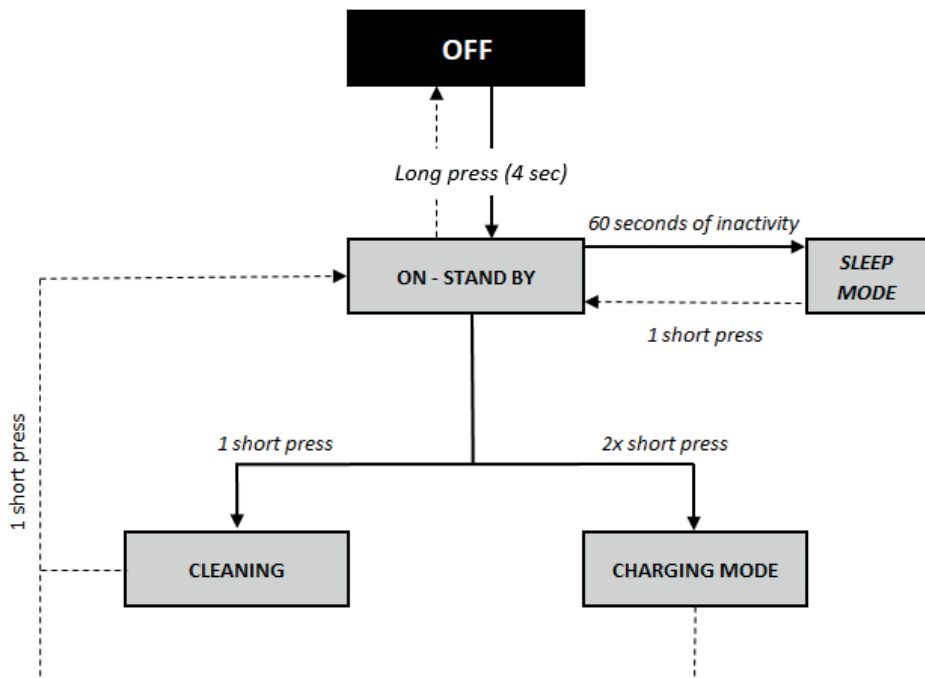 OFF
Long press (4 sec)
60 seconds of inactivity
ON - STAND BY
SLEEP
MODE
1 short press
1 short press
2x short press
1 short press
CLEANING
CHARGING MODE